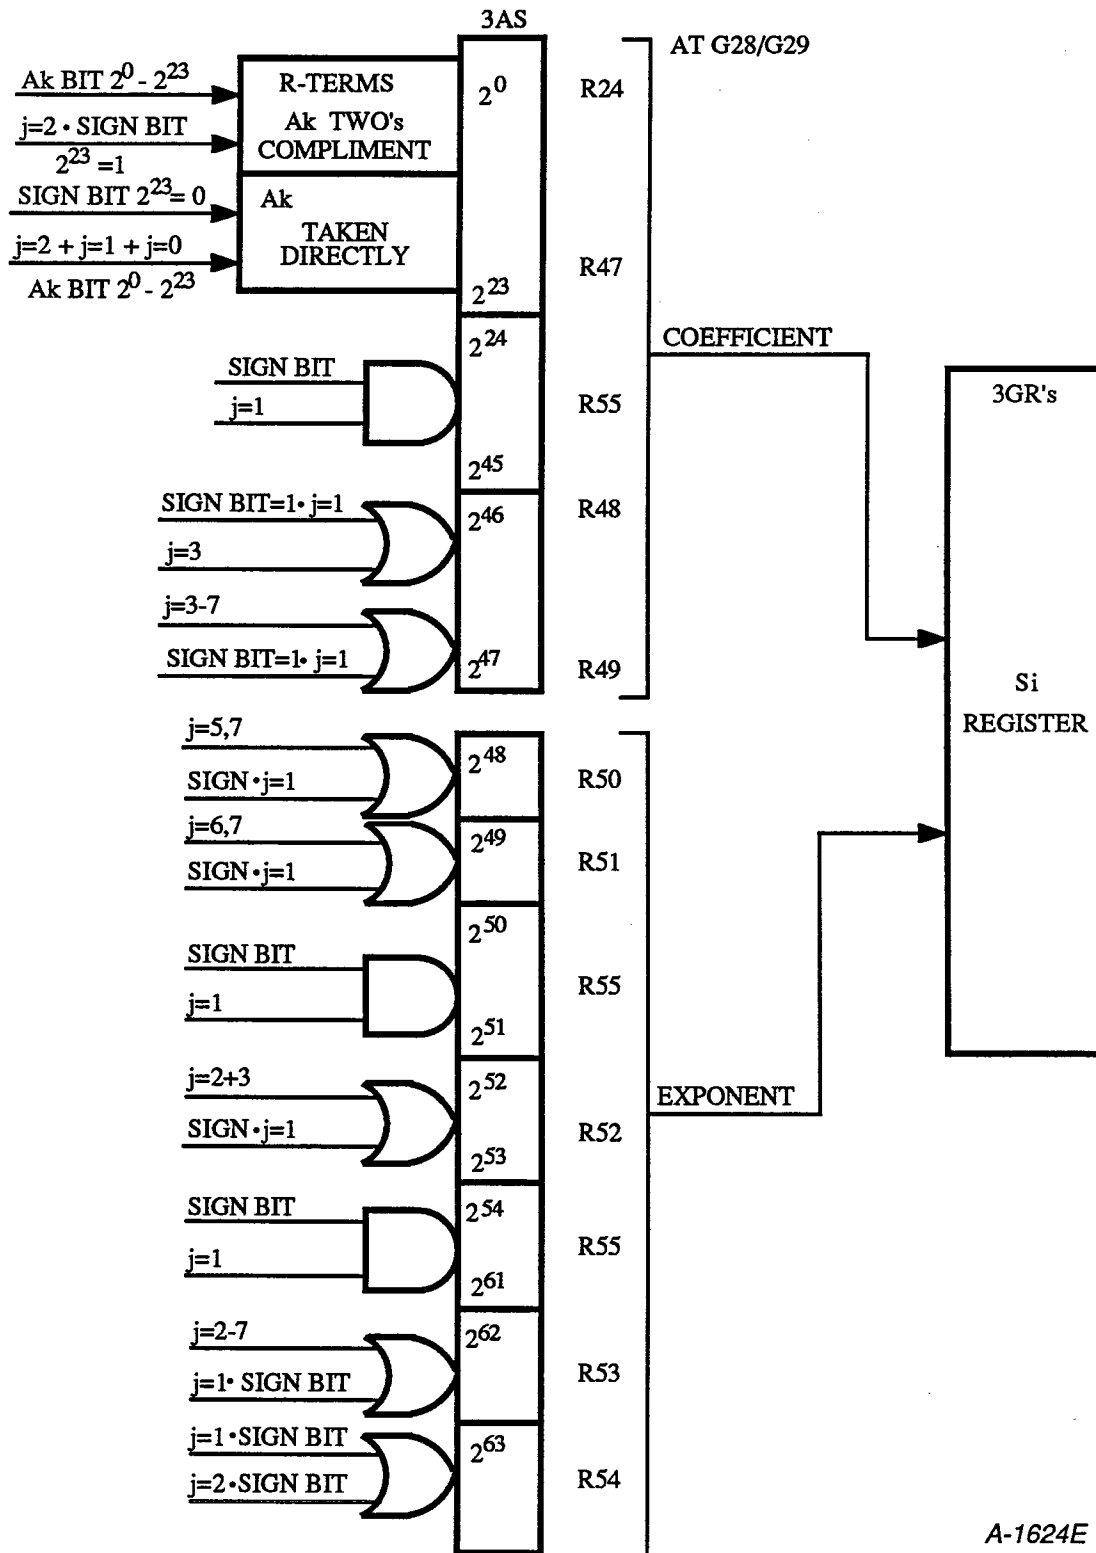 3AS
AT G28/G29
Ak BIT 2^0 - 2^23
R-TERMS
2^0
R24
j=2 • SIGN BIT
Ak TWO's
COMPLIMENT
2^23 =1
SIGN BIT 2^23= 0
Ak
TAKEN
DIRECTLY
j=2 + j=1 + j=0
Ak BIT 2^0 - 2^23
2^23
R47
2^24
COEFFICIENT
SIGN BIT
j=1
R55
2^45
3GR's
SIGN BIT=1• j=1
2^46
R48
j=3
j=3-7
SIGN BIT=1• j=1
2^47
R49
Si
REGISTER
j=5,7
2^48
R50
SIGN •j=1
j=6,7
2^49
R51
SIGN •j=1
2^50
SIGN BIT
j=1
R55
2^51
j=2+3
2^52
EXPONENT
SIGN •j=1
R52
2^53
SIGN BIT
2^54
j=1
R55
2^61
j=2-7
2^62
R53
j=1• SIGN BIT
j=1 •SIGN BIT
2^63
j=2 •SIGN BIT
R54
A-1624E